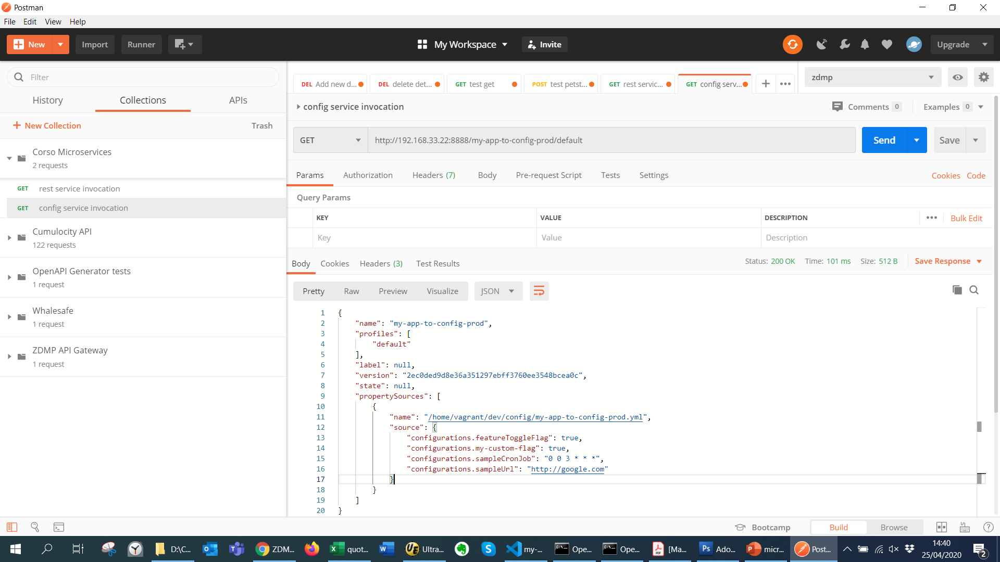 Postman
File Edit View Help
New Import Runner My Workspace Invite Upgrade
Filter
History Collections APIs
New Collection Trash
Corso Microservices
2 requests
GET rest service invocation
GET config service invocation
Cumulocity API
122 requests
OpenAPI Generator tests
1 request
Whalesafe
1 request
ZDMP API Gateway
1 request
DEL Add new d... DEL delete det... GET test get POST test petst... GET rest servic... GET config serv... zdmp
config service invocation Comments 0 Examples 0
GET http://192.168.33.22:8888/my-app-to-config-prod/default Send Save
Params Authorization Headers (7) Body Pre-request Script Tests Settings Cookies Code
Query Params
KEY VALUE DESCRIPTION Bulk Edit
Key Value Description
Body Cookies Headers (3) Test Results Status: 200 OK Time: 101 ms Size: 512 B Save Response
Pretty Raw Preview Visualize JSON
1 {
2 "name": "my-app-to-config-prod",
3 "profiles": [
4 "default"
5 ],
6 "label": null,
7 "version": "2ec0ded9d8e36a351297ebff3760ee3548bcea0c",
8 "state": null,
9 "propertySources": [
10 {
11 "name": "/home/vagrant/dev/config/my-app-to-config-prod.yml",
12 "source": {
13 "configurations.featureToggleFlag": true,
14 "configurations.my-custom-flag": true,
15 "configurations.sampleCronJob": "0 0 3 * * *",
16 "configurations.sampleUrl": "http://google.com"
17 }
18 }
19 ]
20 }
Bootcamp Build Browse
D:\C... ZDM... quot... Ultra... my-... Ope... Ope... [Ma... Ado... micr... Post... 14:40
25/04/2020 2